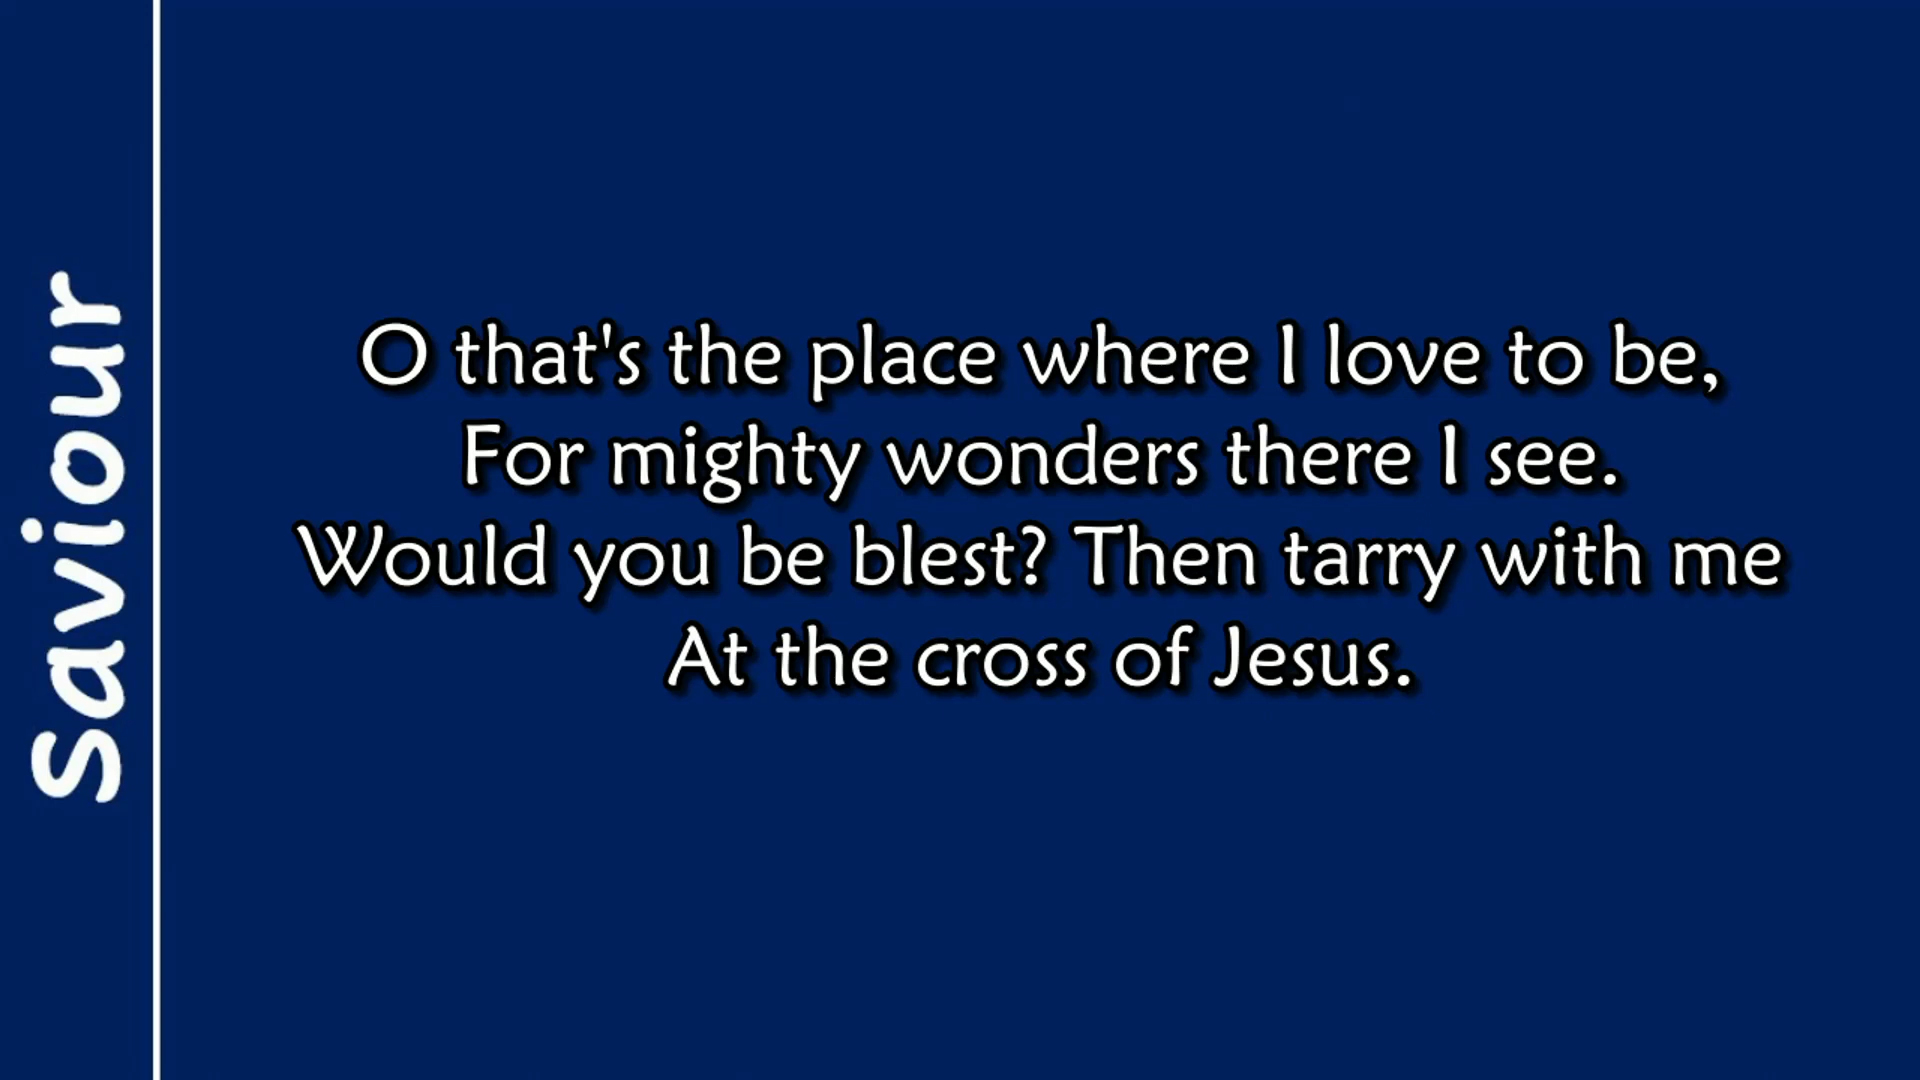 Saviour
O that's the place where I love to be,
For mighty wonders there I see.
Would you be blest? Then tarry with me
At the cross of Jesus.